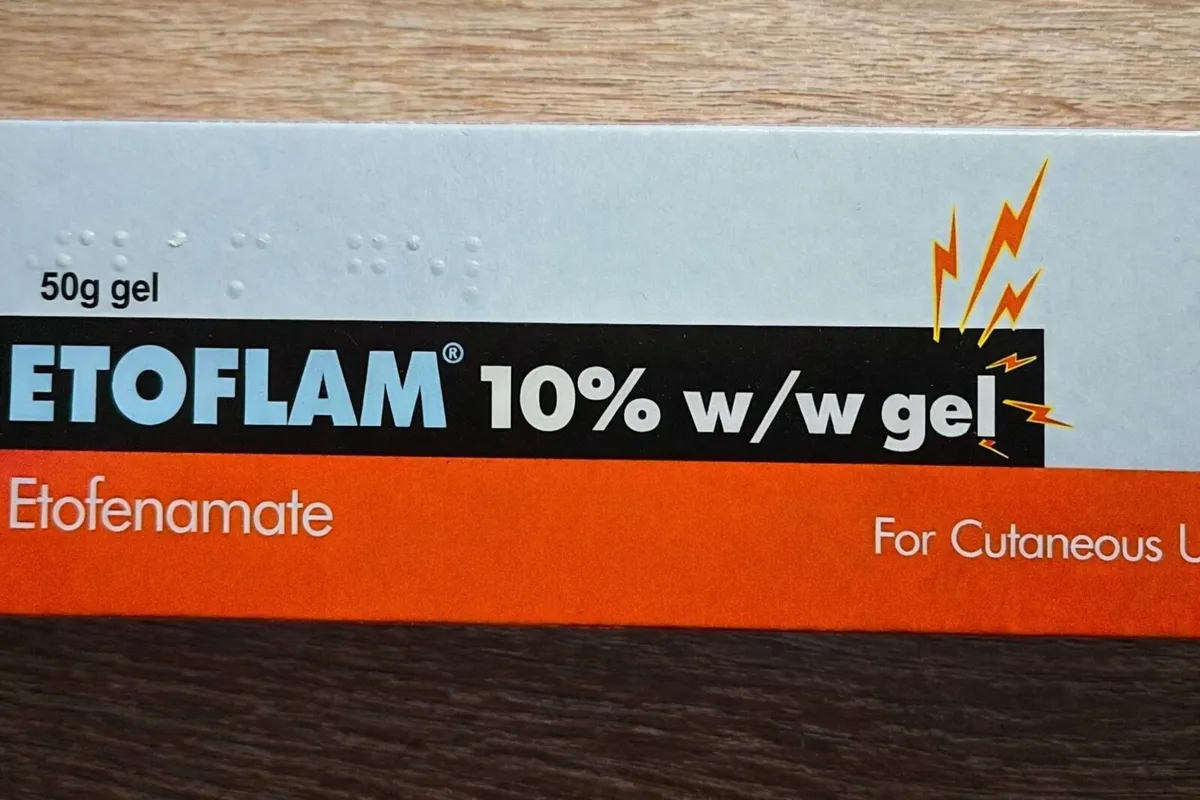 50g gel
ETOFLAM® 10% w/w gel
Etofenamate
For Cutaneous U